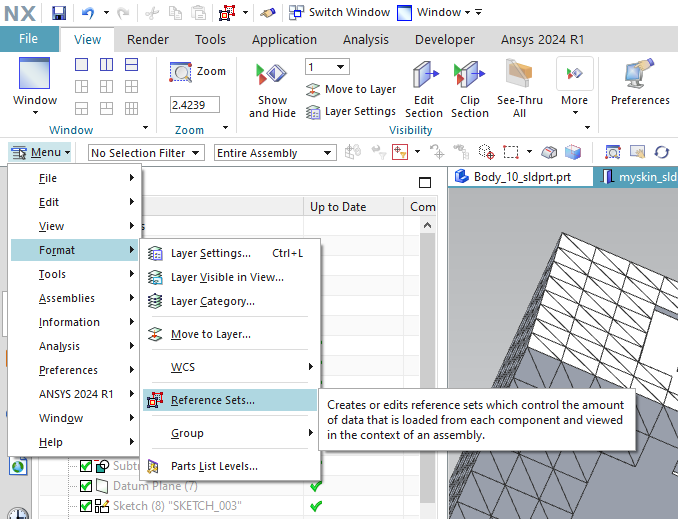 NX
Switch Window
Window
File
View
Render
Tools
Application
Analysis
Developer
Ansys 2024 R1
Window
Window
Zoom
2.4239
Zoom
Show
and Hide
1
Move to Layer
Layer Settings
Edit
Section
Clip
Section
See-Thru
All
More
Visibility
Preferences
Menu
No Selection Filter
Entire Assembly
Body_10_sldprt.prt
myskin_sld
Up to Date
Com
File
Edit
View
Format
Tools
Assemblies
Information
Analysis
Preferences
ANSYS 2024 R1
Window
Help
Layer Settings... Ctrl+L
Layer Visible in View...
Layer Category...
Move to Layer...
WCS
Reference Sets...
Group
Parts List Levels...
Creates or edits reference sets which control the amount
of data that is loaded from each component and viewed
in the context of an assembly.
Subt
Datum Plane (7)
Sketch (8) "SKETCH_003"